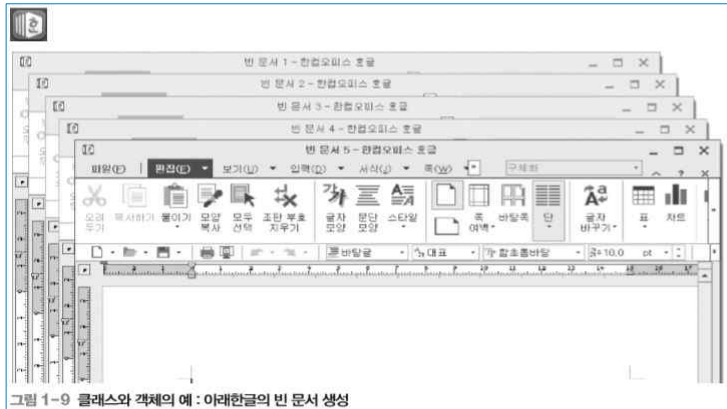 호
빈 문서 1 - 한컴오피스 호글
빈 문서 2 - 한컴오피스 호글
빈 문서 3 - 한컴오피스 호글
빈 문서 4 - 한컴오피스 호글
빈 문서 5 - 한컴오피스 호글
파일(F) 편집(E) 보기(U) 입력(D) 서식(J) 쪽(W) 구체화 ?
오려두기 복사하기 붙이기 모양 복사 모두 선택 조판 부호 지우기 글자 모양 문단 모양 스타일 쪽 여백 바탕쪽 단 글자 바꾸기 표 차트
바탕글 대표 함초롬바탕 10.0 pt
그림 1-9 클래스와 객체의 예 : 아래한글의 빈 문서 생성